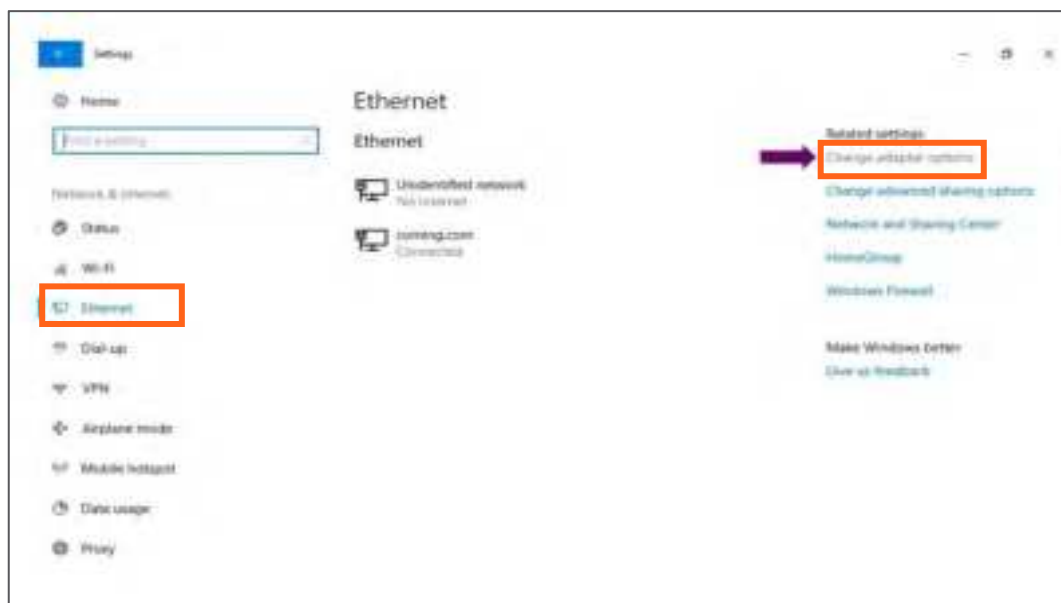 Settings
Home
Find a setting
Network & Internet
Status
Wi-Fi
Ethernet
Dial-up
VPN
Airplane mode
Mobile hotspot
Data usage
Proxy
Ethernet
Ethernet
Unidentified network
No Internet
corning.com
Connected
Related settings
Change adapter options
Change advanced sharing options
Network and Sharing Center
HomeGroup
Windows Firewall
Make Windows better
Give us feedback